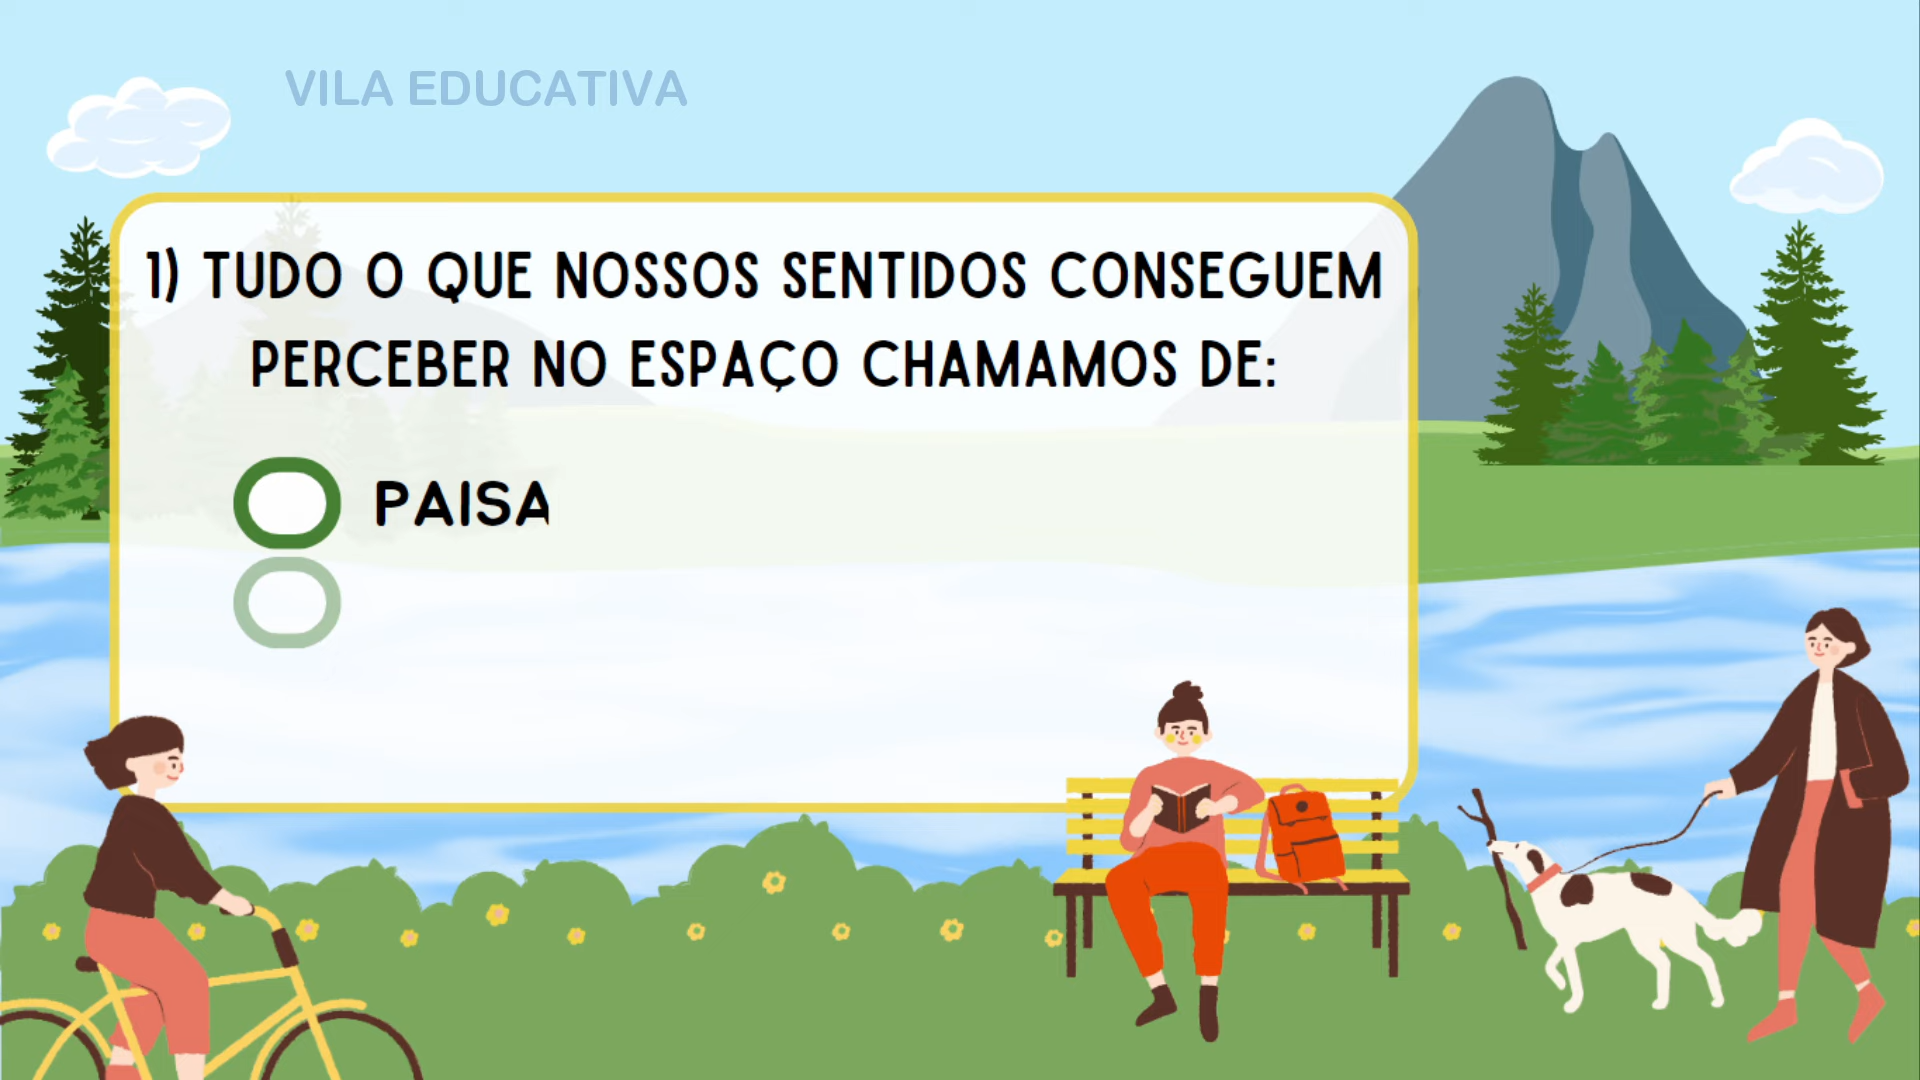 VILA EDUCATIVA
1) TUDO O QUE NOSSOS SENTIDOS CONSEGUEM
PERCEBER NO ESPAÇO CHAMAMOS DE:
PAISA